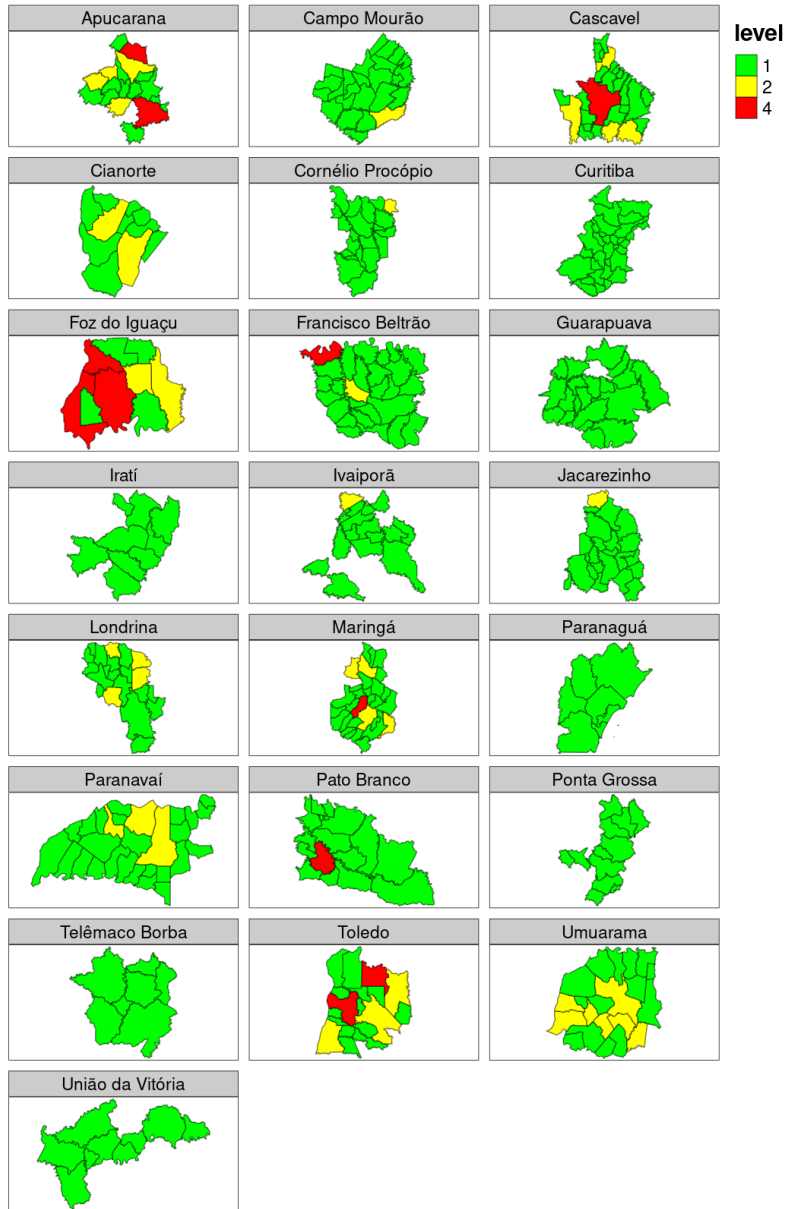 Apucarana
Campo Mourão
Cascavel
level
1
2
4
Cianorte
Cornélio Procópio
Curitiba
Foz do Iguaçu
Francisco Beltrão
Guarapuava
Iratí
Ivaiporã
Jacarezinho
Londrina
Maringá
Paranaguá
Paranavaí
Pato Branco
Ponta Grossa
Telêmaco Borba
Toledo
Umuarama
União da Vitória